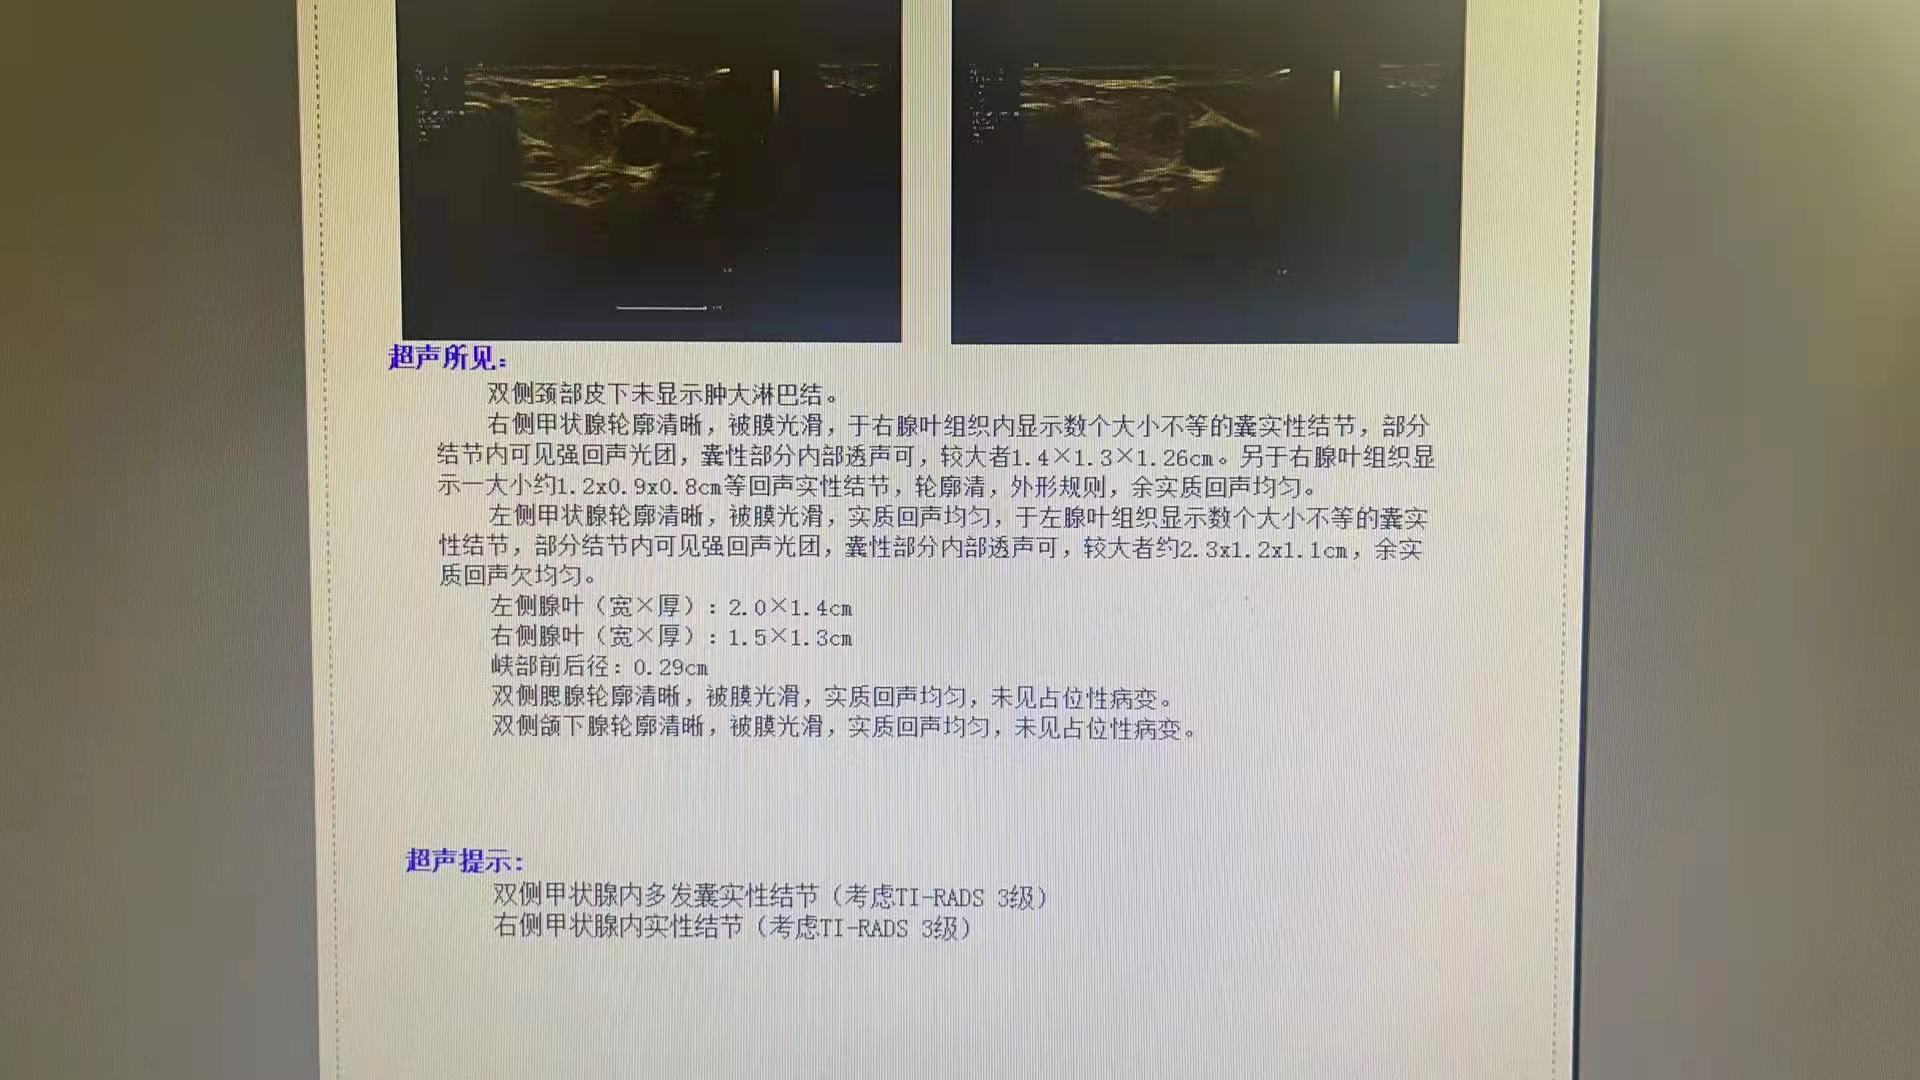 超声所见:
双侧颈部皮下未显示肿大淋巴结。
右侧甲状腺轮廓清晰，被膜光滑，于右腺叶组织内显示数个大小不等的囊实性结节，部分
结节内可见强回声光团，囊性部分内部透声可，较大者1.4×1.3×1.26cm。另于右腺叶组织显
示一大小约1.2x0.9x0.8cm等回声实性结节，轮廓清，外形规则，余实质回声均匀。
左侧甲状腺轮廓清晰，被膜光滑，实质回声均匀，于左腺叶组织显示数个大小不等的囊实
性结节，部分结节内可见强回声光团，囊性部分内部透声可，较大者约2.3x1.2x1.1cm，余实
质回声欠均匀。
左侧腺叶（宽×厚）: 2.0×1.4cm
右侧腺叶（宽×厚）: 1.5×1.3cm
峡部前后径: 0.29cm
双侧腮腺轮廓清晰，被膜光滑，实质回声均匀，未见占位性病变。
双侧颌下腺轮廓清晰，被膜光滑，实质回声均匀，未见占位性病变。
超声提示:
双侧甲状腺内多发囊实性结节（考虑TI-RADS 3级）
右侧甲状腺内实性结节（考虑TI-RADS 3级）